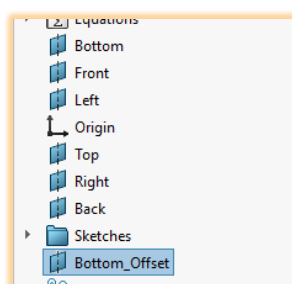 Equations
Bottom
Front
Left
Origin
Top
Right
Back
Sketches
Bottom_Offset